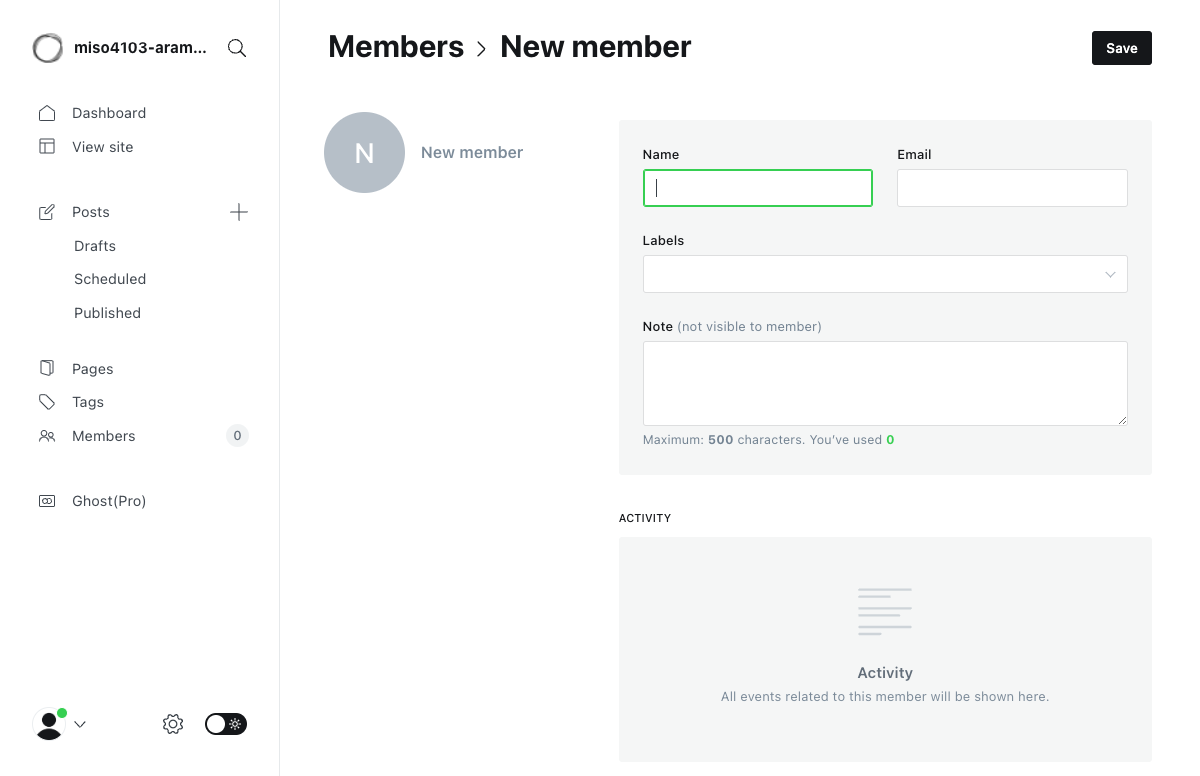 miso4103-aram...
Dashboard
View site
Posts
Drafts
Scheduled
Published
Pages
Tags
Members
0
Ghost(Pro)
Members > New member
Save
N
New member
Name
Email
Labels
Note (not visible to member)
Maximum: 500 characters. You've used 0
ACTIVITY
Activity
All events related to this member will be shown here.